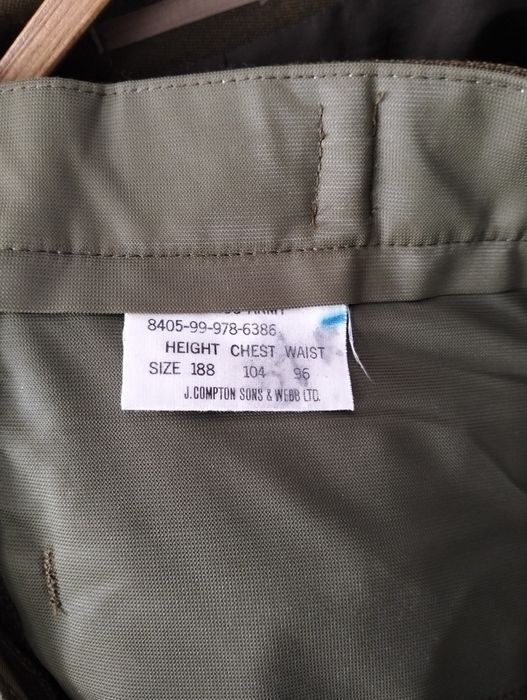 8405-99-978-6386
HEIGHT CHEST WAIST
SIZE 188 104 96
J. COMPTON SONS & WEBB LTD.